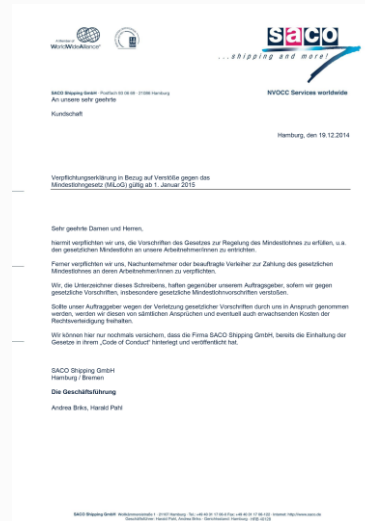 A member of
WorldWideAlliance
saco
...shipping and more!
SACO Shipping GmbH
An unsere sehr geehrte
NVOCC Services worldwide
Kundschaft
Hamburg, den 19.12.2014
Verpflichtungserklärung in Bezug auf Verstöße gegen das
Mindestlohngesetz (MiLoG) gültig ab 1. Januar 2015
Sehr geehrte Damen und Herren,
hiermit verpflichten wir uns, die Vorschriften des Gesetzes zur Regelung des Mindestlohnes zu erfüllen, u.a.
den gesetzlichen Mindestlohn an unsere Arbeitnehmer/innen zu entrichten.
Ferner verpflichten wir uns, Nachunternehmer oder beauftragte Verleiher zur Zahlung des gesetzlichen
Mindestlohnes an deren Arbeitnehmer/innen zu verpflichten.
Wir, die Unterzeichner dieses Schreibens, haften gegenüber unserem Auftraggeber, sofern wir gegen
gesetzliche Vorschriften, insbesondere gesetzliche Mindestlohnvorschriften verstoßen.
Sollte unser Auftraggeber wegen der Verletzung gesetzlicher Vorschriften durch uns in Anspruch genommen
werden, werden wir diesen von sämtlichen Ansprüchen und eventuell auch erwachsenden Kosten der
Rechtsverteidigung freihalten.
Wir können hier nur nochmals versichern, dass die Firma SACO Shipping GmbH, bereits die Einhaltung der
Gesetze in ihrem „Code of Conduct" hinterlegt und veröffentlicht hat.
SACO Shipping GmbH
Hamburg / Bremen
Die Geschäftsführung
Andrea Briks, Harald Pahl
SACO Shipping GmbH